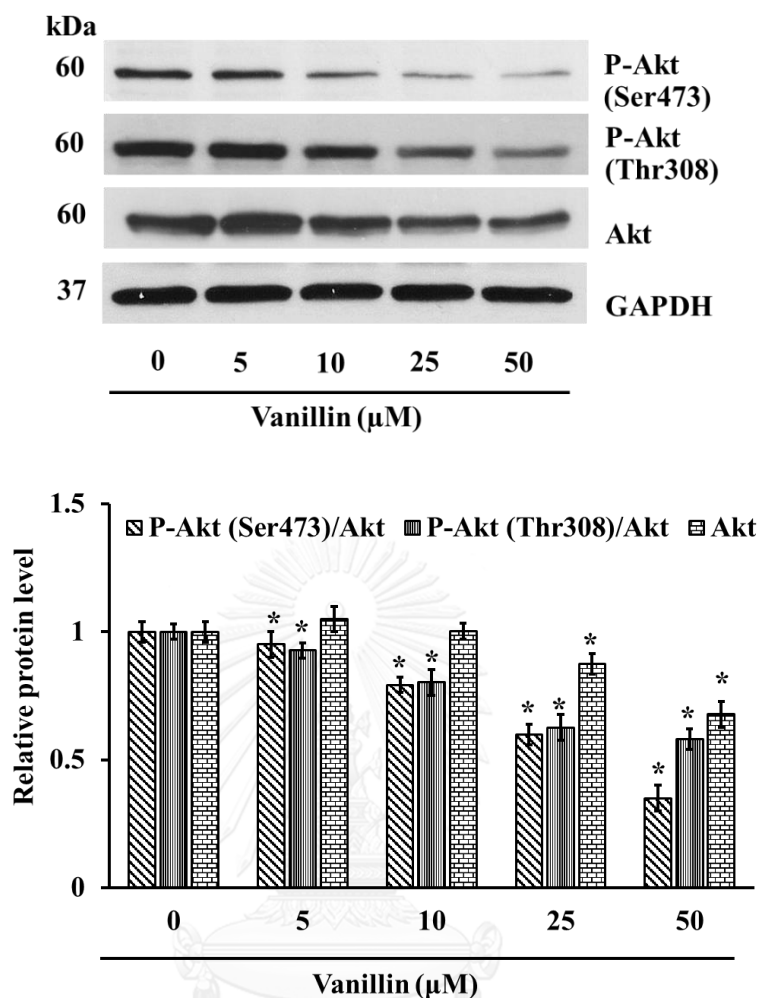 kDa
60
P-Akt
(Ser473)
60
P-Akt
(Thr308)
60
Akt
37
GAPDH
0 5 10 25 50
Vanillin (µM)
1.5
P-Akt (Ser473)/Akt P-Akt (Thr308)/Akt Akt
Relative protein level
* * * * * * * * * *
1
0.5
0
0 5 10 25 50
Vanillin (µM)